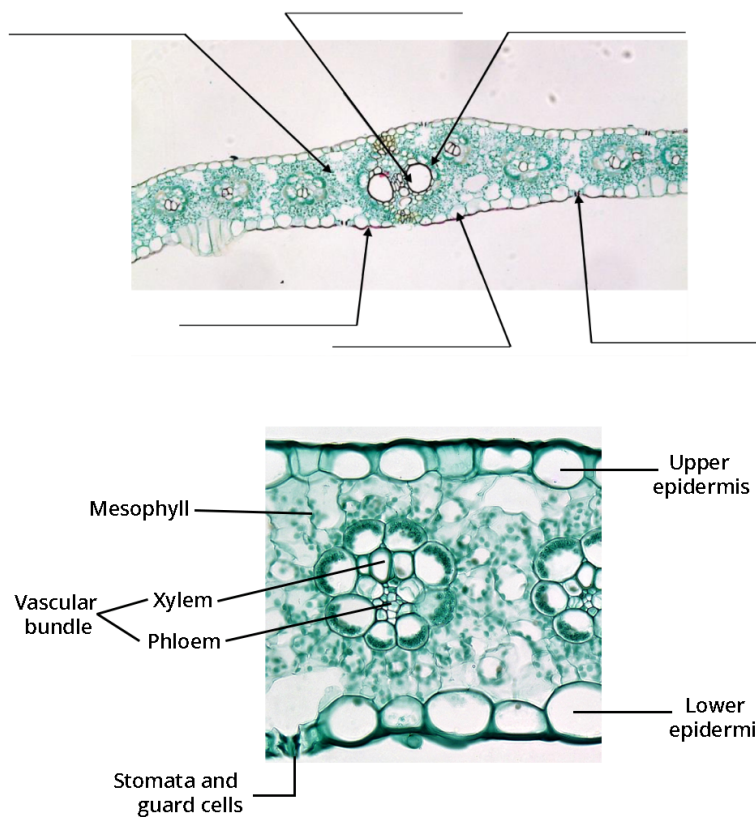 Upper
epidermis
Mesophyll
Xylem
Vascular
bundle
Phloem
Lower
epidermi
Stomata and
guard cells